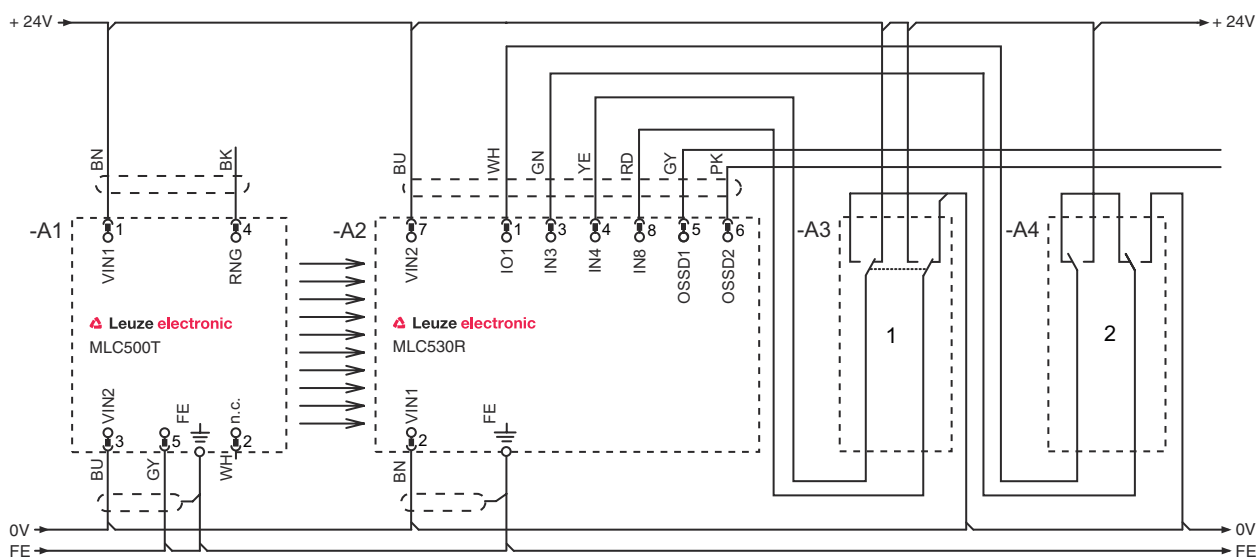 + 24V
+ 24V
BN
BK
BU
WH
GN
YE
RD
GY
PK
-A1
1
4
-A2
7
1
3
4
8
5
6
-A3
-A4
VIN1
RNG
VIN2
IO1
IN3
IN4
IN8
OSSD1
OSSD2
Leuze electronic
MLC500T
Leuze electronic
MLC530R
1
2
VIN2
FE
n.c.
VIN1
FE
3
5
2
2
BU
GY
WH
BN
0V
0V
FE
FE